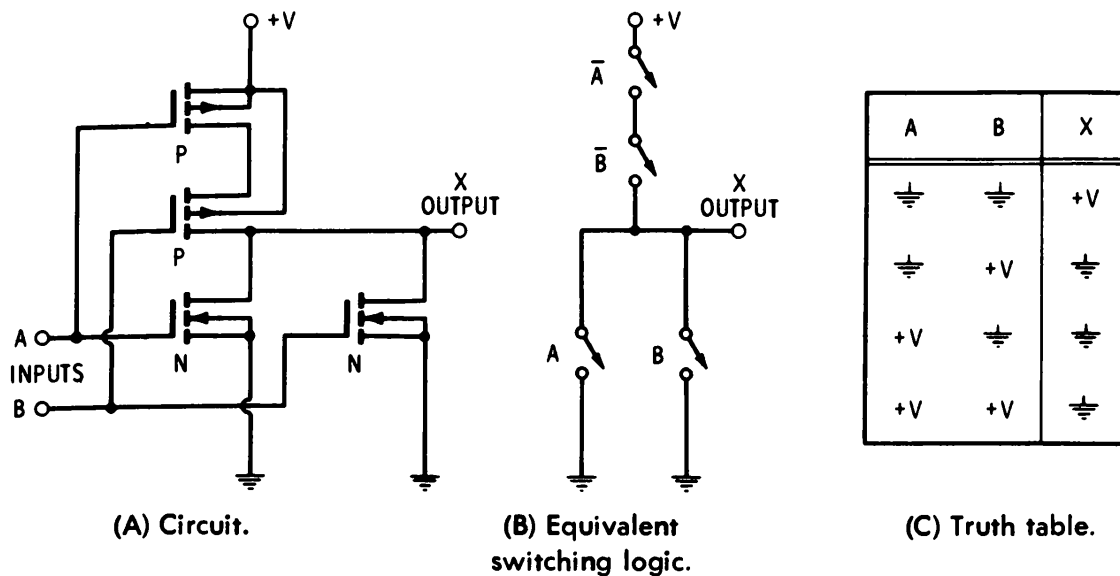 +V
P
P
X
OUTPUT
A
INPUTS
B
N
N
(A) Circuit.
+V
A̅
B̅
X
OUTPUT
A
B
(B) Equivalent
switching logic.
A B X
+V
+V
+V
+V +V
(C) Truth table.